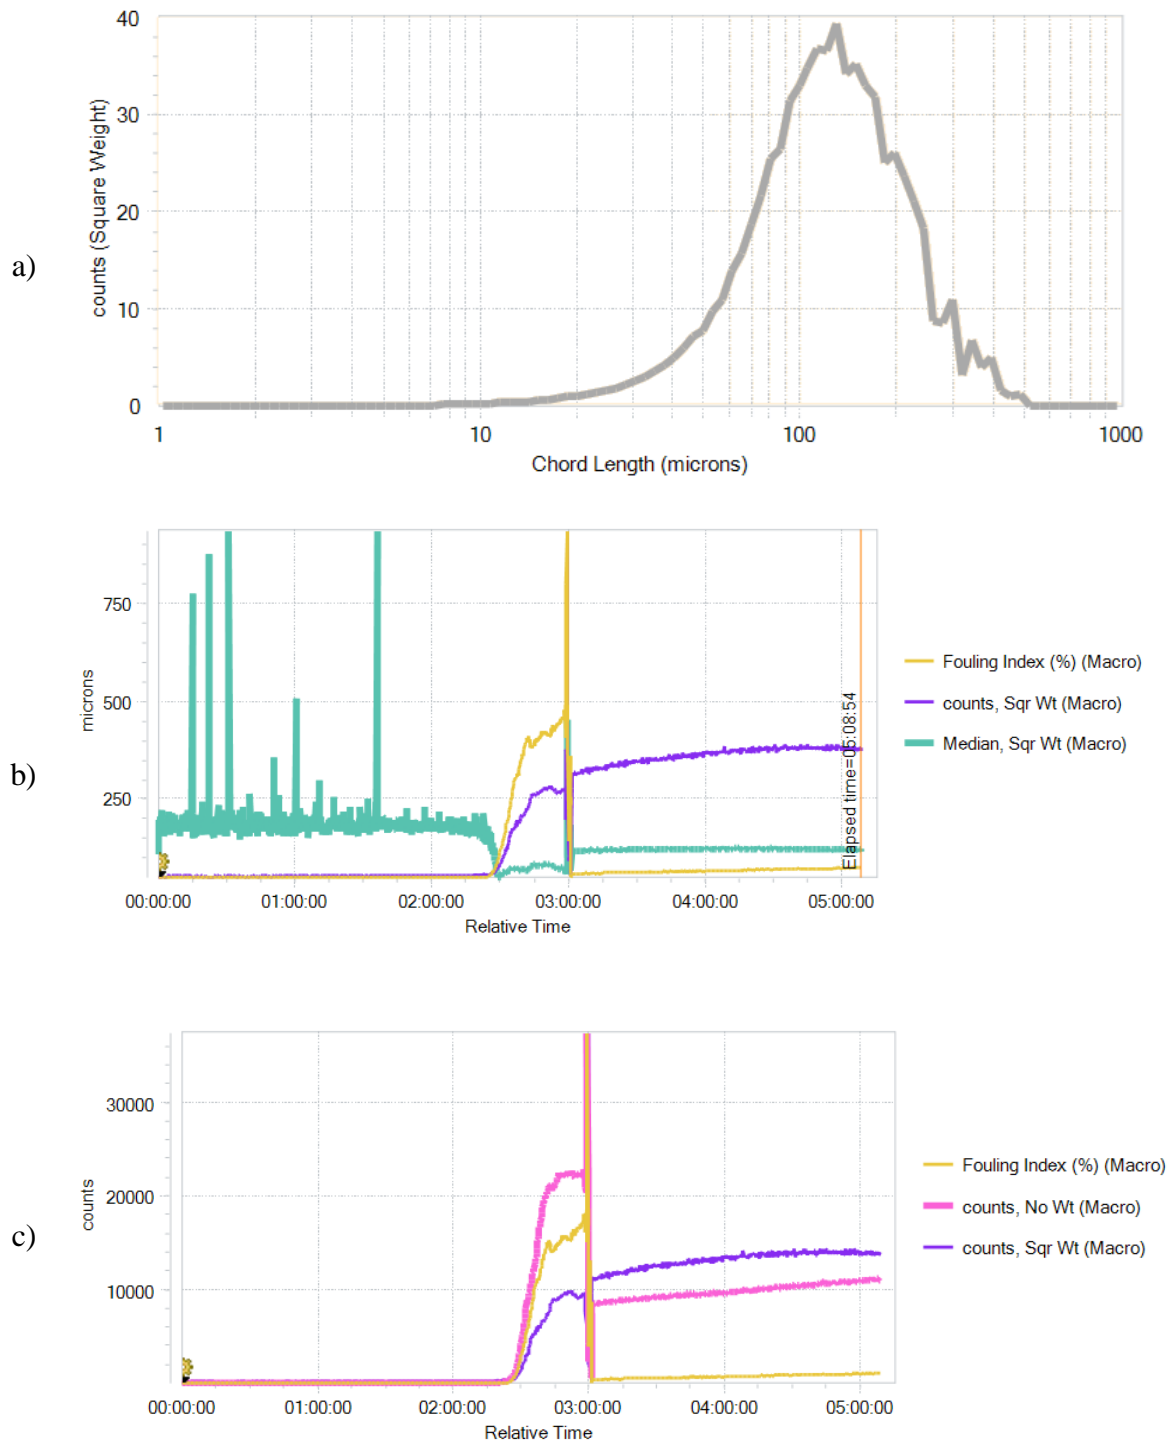 a)
counts (Square Weight)
40
30
20
10
0
1
10
100
1000
Chord Length (microns)
b)
microns
750
500
250
Elapsed time=05:08:54
00:00:00
01:00:00
02:00:00
03:00:00
04:00:00
05:00:00
Relative Time
Fouling Index (%) (Macro)
counts, Sqr Wt (Macro)
Median, Sqr Wt (Macro)
c)
counts
30000
20000
10000
00:00:00
01:00:00
02:00:00
03:00:00
04:00:00
05:00:00
Relative Time
Fouling Index (%) (Macro)
counts, No Wt (Macro)
counts, Sqr Wt (Macro)